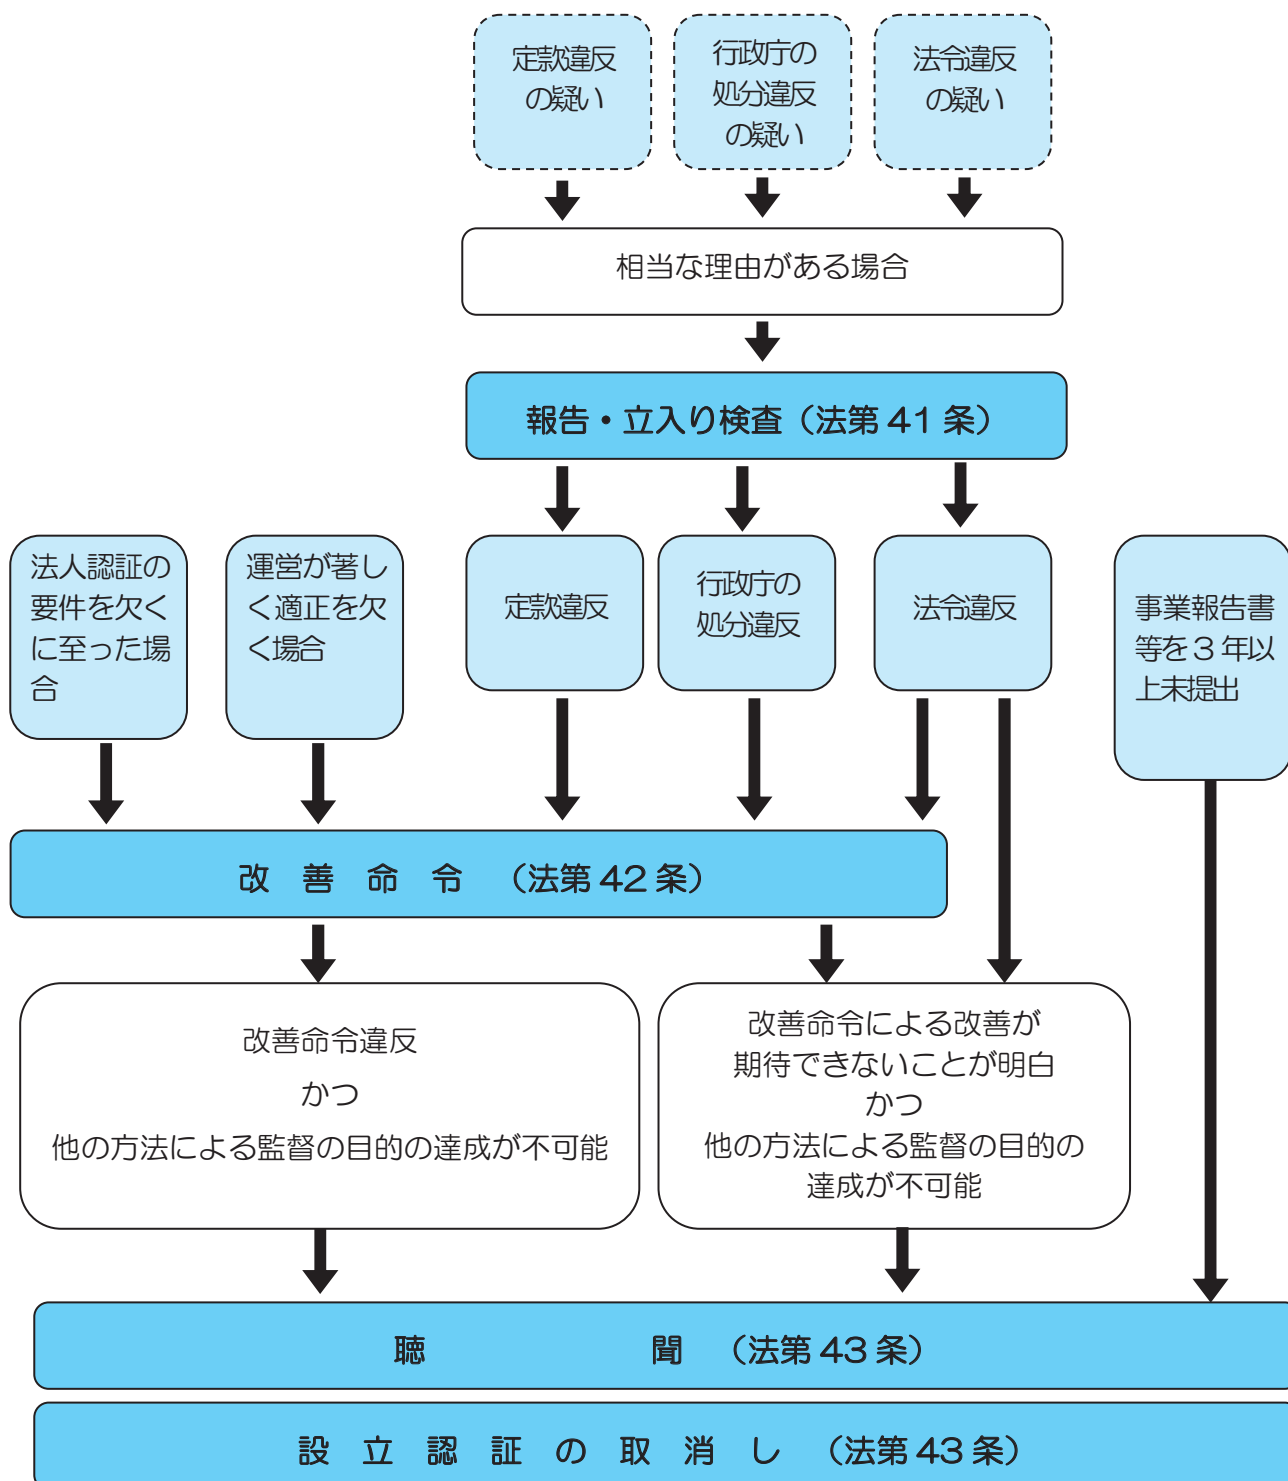 定款違反
の疑い
行政庁の
処分違反
の疑い
法令違反
の疑い
相当な理由がある場合
報告・立入り検査（法第41条）
法人認証の
要件を欠く
に至った場
合
運営が著し
く適正を欠
く場合
定款違反
行政庁の
処分違反
法令違反
事業報告書
等を3年以
上未提出
改 善 命 令 （法第42条）
改善命令違反
かつ
他の方法による監督の目的の達成が不可能
改善命令による改善が
期待できないことが明白
かつ
他の方法による監督の目的の
達成が不可能
聴 聞 （法第43条）
設 立 認 証 の 取 消 し （法第43条）